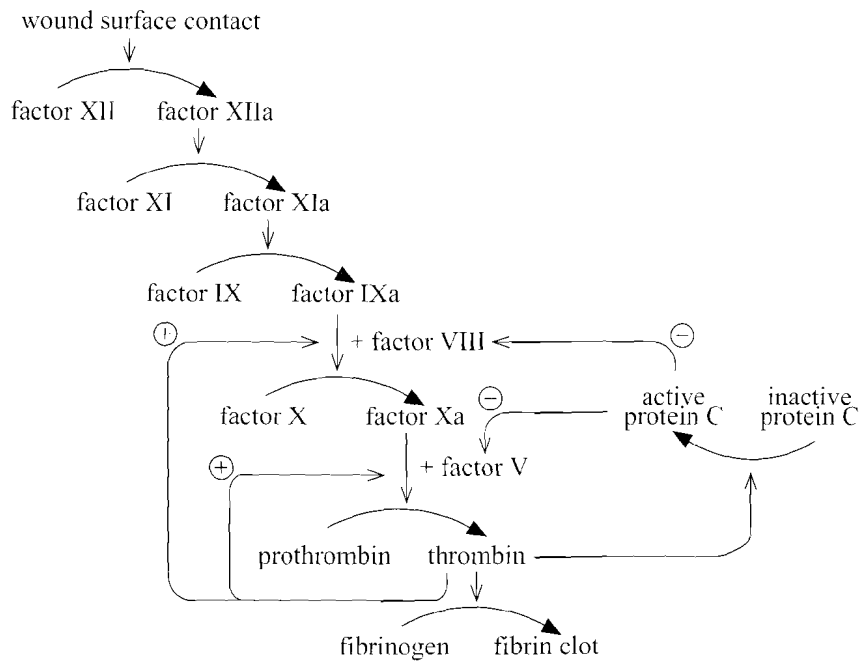 wound surface contact
factor XII factor XIIa
factor XI factor XIa
factor IX factor IXa
+ + factor VIII −
factor X factor Xa − active protein C inactive protein C
+ + factor V
prothrombin thrombin
fibrinogen fibrin clot